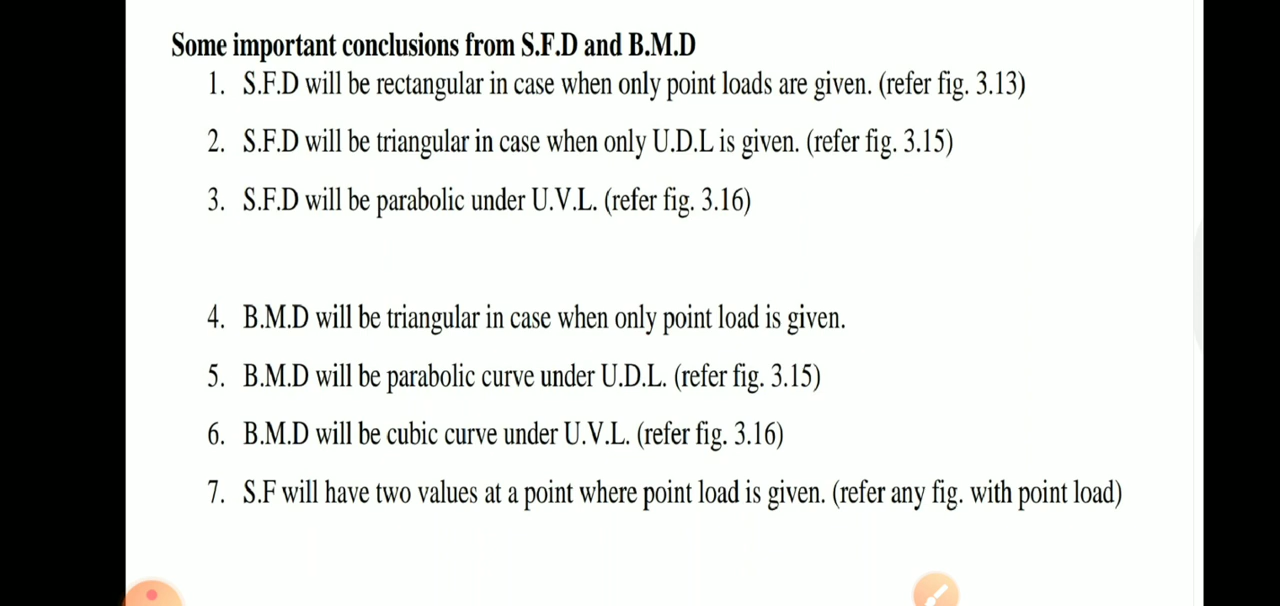 Some important conclusions from S.F.D and B.M.D
1. S.F.D will be rectangular in case when only point loads are given. (refer fig. 3.13)
2. S.F.D will be triangular in case when only U.D.L is given. (refer fig. 3.15)
3. S.F.D will be parabolic under U.V.L. (refer fig. 3.16)
4. B.M.D will be triangular in case when only point load is given.
5. B.M.D will be parabolic curve under U.D.L. (refer fig. 3.15)
6. B.M.D will be cubic curve under U.V.L. (refer fig. 3.16)
7. S.F will have two values at a point where point load is given. (refer any fig. with point load)